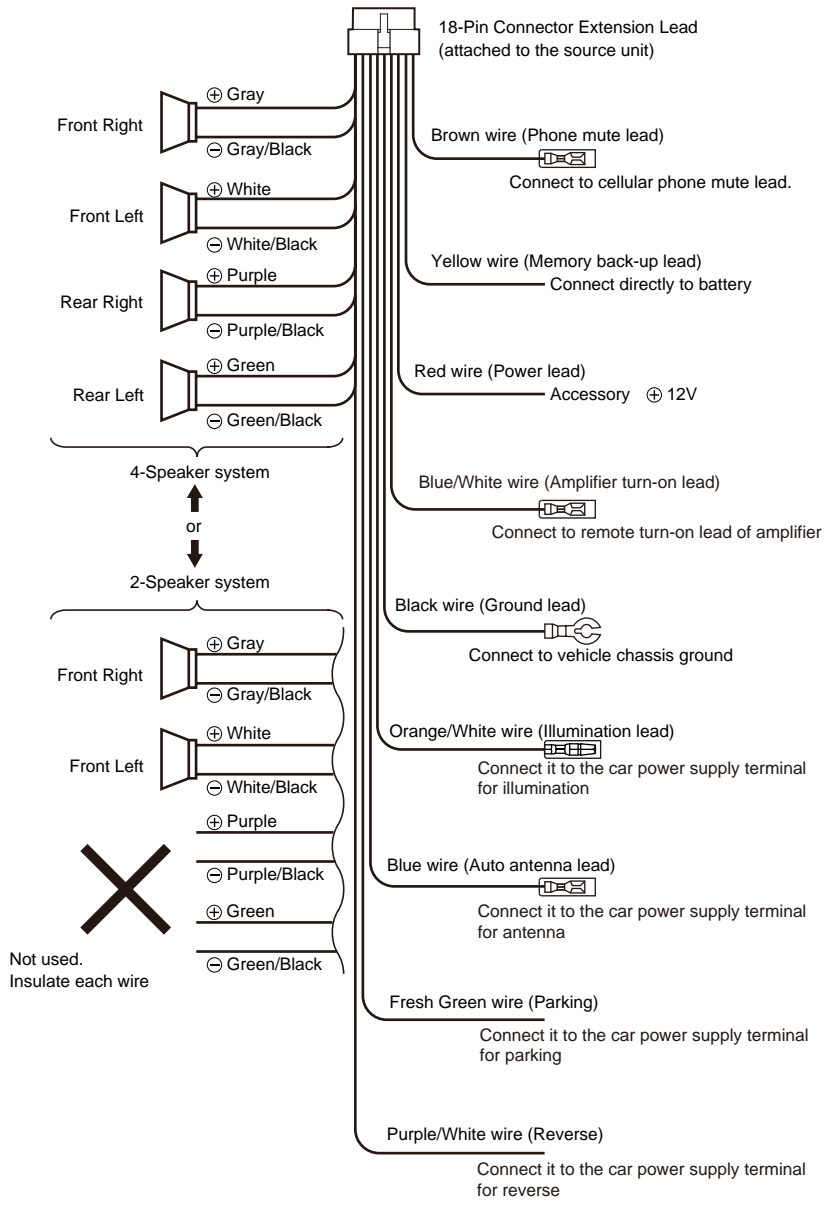 18-Pin Connector Extension Lead
(attached to the source unit)
Front Right
⊕ Gray
⊖ Gray/Black
Front Left
⊕ White
⊖ White/Black
Rear Right
⊕ Purple
⊖ Purple/Black
Rear Left
⊕ Green
⊖ Green/Black
4-Speaker system
or
2-Speaker system
Front Right
⊕ Gray
⊖ Gray/Black
Front Left
⊕ White
⊖ White/Black
⊕ Purple
⊖ Purple/Black
⊕ Green
⊖ Green/Black
Not used.
Insulate each wire
Brown wire (Phone mute lead)
Connect to cellular phone mute lead.
Yellow wire (Memory back-up lead)
Connect directly to battery
Red wire (Power lead)
Accessory ⊕ 12V
Blue/White wire (Amplifier turn-on lead)
Connect to remote turn-on lead of amplifier
Black wire (Ground lead)
Connect to vehicle chassis ground
Orange/White wire (Illumination lead)
Connect it to the car power supply terminal
for illumination
Blue wire (Auto antenna lead)
Connect it to the car power supply terminal
for antenna
Fresh Green wire (Parking)
Connect it to the car power supply terminal
for parking
Purple/White wire (Reverse)
Connect it to the car power supply terminal
for reverse